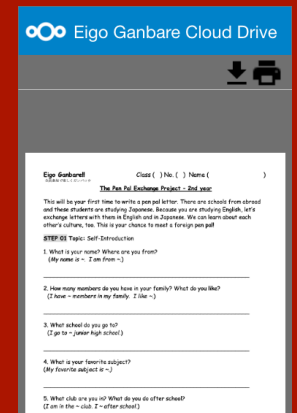 Eigo Ganbare Cloud Drive
Eigo Ganbare!! Class ( ) No. ( ) Name ( )
The Pen Pal Exchange Project - 2nd year
This will be your first time to write a pen pal letter. There are schools from abroad
and these students are studying Japanese. Because you are studying English, let's
exchange letters with them in English and in Japanese. We can learn about each
other's culture, too. This is your chance to meet a foreign pen pal!
STEP 01 Topic: Self-Introduction
1. What is your name? Where are you from?
(My name is ~. I am from ~.)
2. How many members do you have in your family? What do you like?
(I have ~ members in my family. I like ~.)
3. What school do you go to?
(I go to ~ junior high school.)
4. What is your favorite subject?
(My favorite subject is ~.)
5. What club are you in? What do you do after school?
(I am in the ~ club. I ~ after school.)